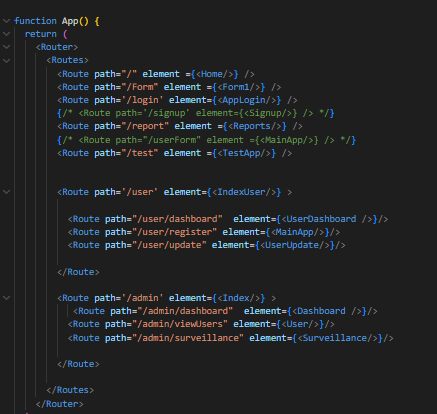 function App() {
return (
<Router>
<Routes>
<Route path="/" element ={<Home/>} />
<Route path="/Form" element ={<Form1/>} />
<Route path='/login' element={<AppLogin/>} />
{/* <Route path='/signup' element={<Signup/>} /> */}
<Route path="/report" element ={<Reports/>} />
{/* <Route path="/userForm" element ={<MainApp/>} /> */}
<Route path="/test" element ={<TestApp/>} />
<Route path='/user' element={<IndexUser/>} >
<Route path="/user/dashboard"  element={<UserDashboard />}/>
<Route path="/user/register" element={<MainApp/>}/>
<Route path="/user/update" element={<UserUpdate/>}/>
</Route>
<Route path='/admin' element={<Index/>} >
<Route path="/admin/dashboard"  element={<Dashboard />}/>
<Route path="/admin/viewUsers" element={<User/>}/>
<Route path="/admin/surveillance" element={<Surveillance/>}/>
</Route>
</Routes>
</Router>